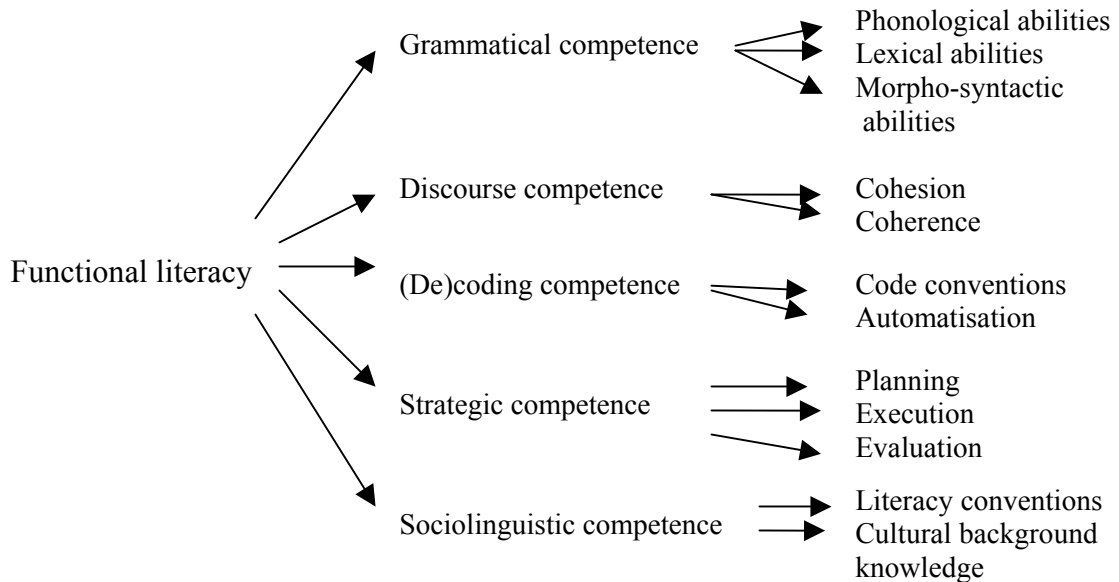 Functional literacy
Grammatical competence
Phonological abilities
Lexical abilities
Morpho-syntactic
abilities
Discourse competence
Cohesion
Coherence
(De)coding competence
Code conventions
Automatisation
Strategic competence
Planning
Execution
Evaluation
Sociolinguistic competence
Literacy conventions
Cultural background
knowledge